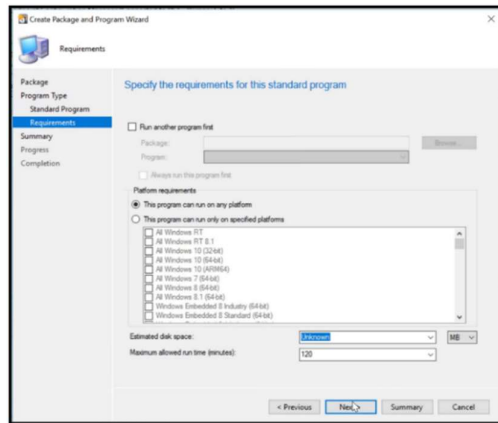 Create Package and Program Wizard
Requirements
Package
Program Type
Standard Program
Requirements
Summary
Progress
Completion
Specify the requirements for this standard program
Run another program first
Package:
Browse...
Program:
Always run this program first
Platform requirements
This program can run on any platform
This program can run only on specified platforms
All Windows RT
All Windows RT 8.1
All Windows 10 (32-bit)
All Windows 10 (64-bit)
All Windows 10 (ARM64)
All Windows 7 (64-bit)
All Windows 8 (64-bit)
All Windows 8.1 (64-bit)
Windows Embedded 8 Industry (64-bit)
Windows Embedded 8 Standard (64-bit)
Estimated disk space:
Unknown
MB
Maximum allowed run time (minutes):
120
< Previous
Next >
Summary
Cancel